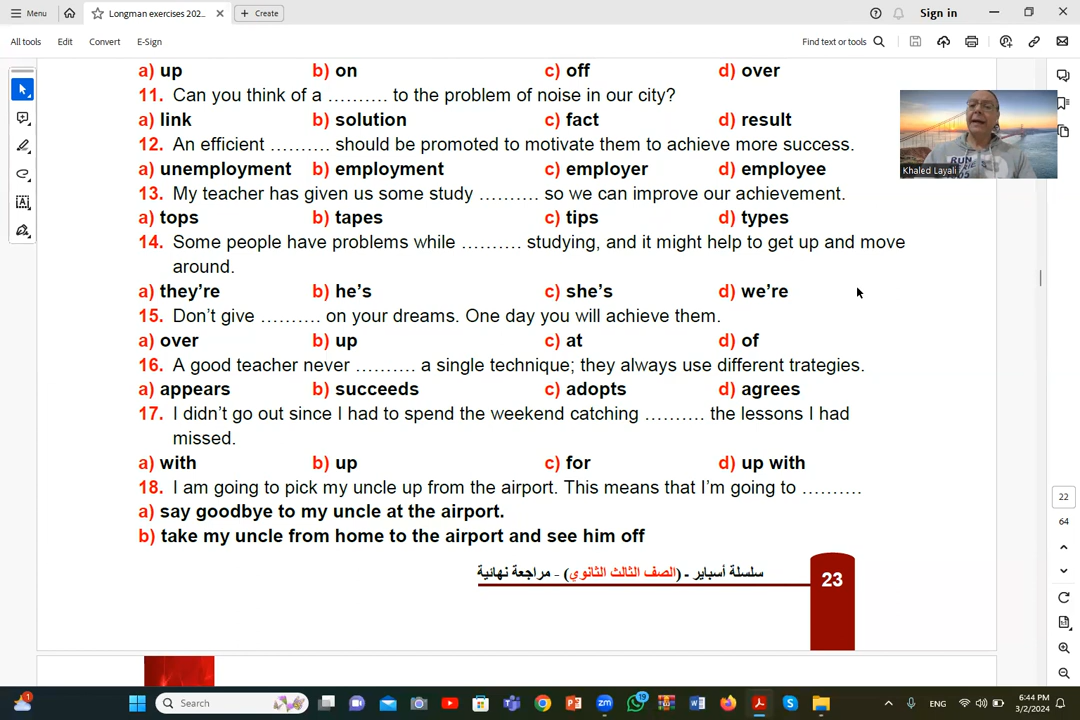 Menu
Longman exercises 202...
Create
Sign in
All tools
Edit
Convert
E-Sign
Find text or tools
a) up b) on c) off d) over
11. Can you think of a .......... to the problem of noise in our city?
a) link b) solution c) fact d) result
12. An efficient .......... should be promoted to motivate them to achieve more success.
a) unemployment b) employment c) employer d) employee
13. My teacher has given us some study .......... so we can improve our achievement.
a) tops b) tapes c) tips d) types
14. Some people have problems while .......... studying, and it might help to get up and move
around.
a) they're b) he's c) she's d) we're
15. Don't give .......... on your dreams. One day you will achieve them.
a) over b) up c) at d) of
16. A good teacher never .......... a single technique; they always use different trategies.
a) appears b) succeeds c) adopts d) agrees
17. I didn't go out since I had to spend the weekend catching .......... the lessons I had
missed.
a) with b) up c) for d) up with
18. I am going to pick my uncle up from the airport. This means that I'm going to ..........
a) say goodbye to my uncle at the airport.
b) take my uncle from home to the airport and see him off
سلسلة أسباير - (الصف الثالث الثانوي) - مراجعة نهائية
23
Khaled Layali
22
64
Search
19
ENG
6:44 PM
3/2/2024